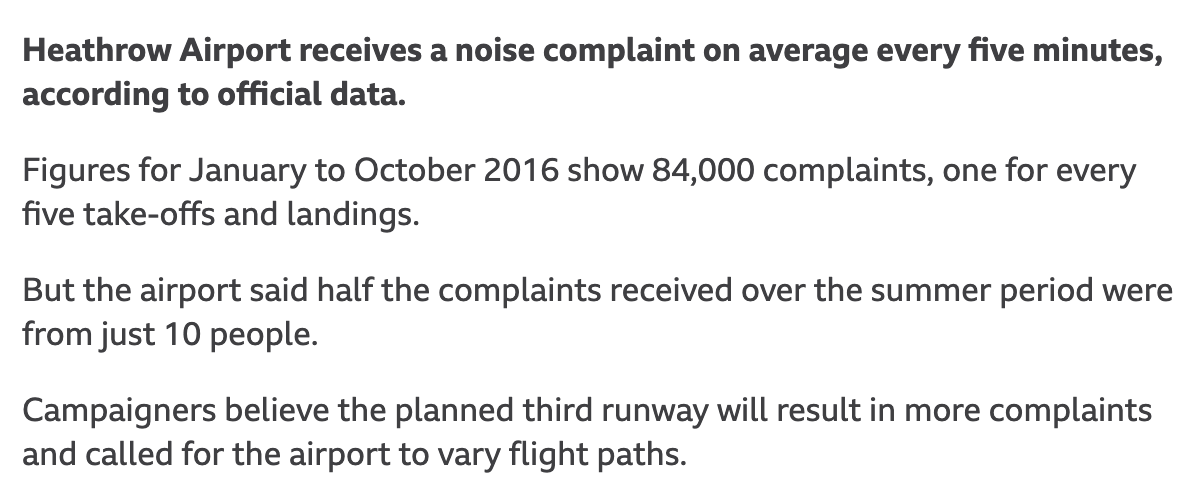 Heathrow Airport receives a noise complaint on average every five minutes,
according to official data.
Figures for January to October 2016 show 84,000 complaints, one for every
five take-offs and landings.
But the airport said half the complaints received over the summer period were
from just 10 people.
Campaigners believe the planned third runway will result in more complaints
and called for the airport to vary flight paths.